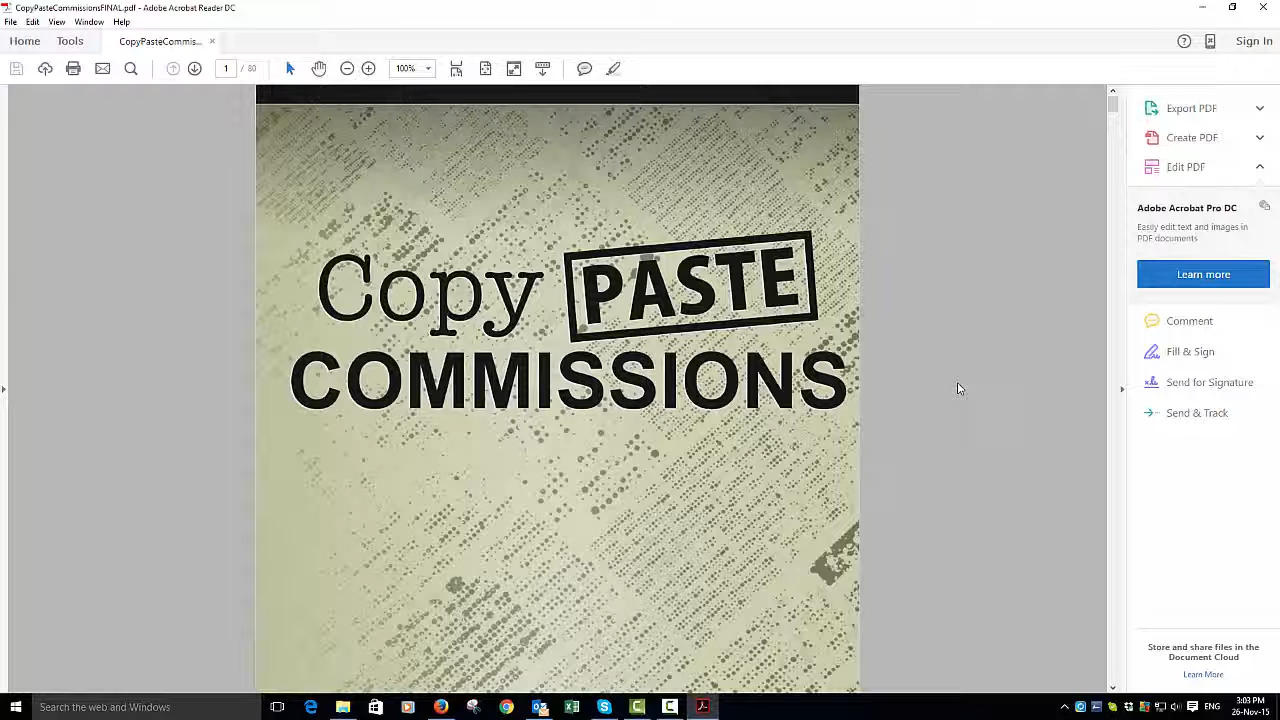 CopyPasteCommissionsFINAL.pdf - Adobe Acrobat Reader DC
File Edit View Window Help
Home Tools CopyPasteCommis... Sign In
1 / 80 100%
Export PDF
Create PDF
Edit PDF
Adobe Acrobat Pro DC
Easily edit text and images in
PDF documents
Learn more
Comment
Fill & Sign
Send for Signature
Send & Track
Copy PASTE
COMMISSIONS
Store and share files in the
Document Cloud
Learn More
Search the web and Windows
ENG
3:03 PM
26-Nov-15